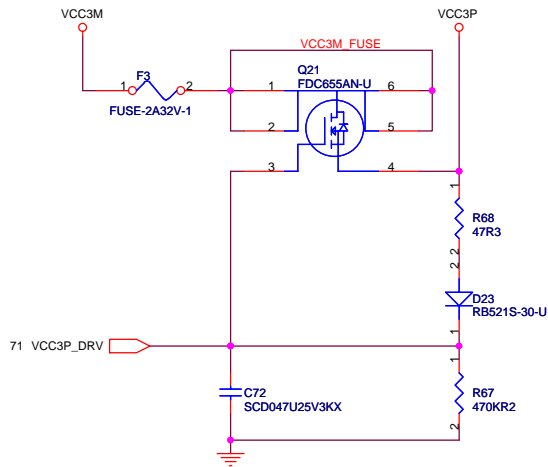 VCC3M
VCC3P
VCC3M_FUSE
F3
1
2
FUSE-2A32V-1
Q21
FDC655AN-U
1
6
2
5
3
4
1
R68
47R3
2
2
D23
RB521S-30-U
1
71 VCC3P_DRV
1
C72
SCD047U25V3KX
R67
470KR2
2